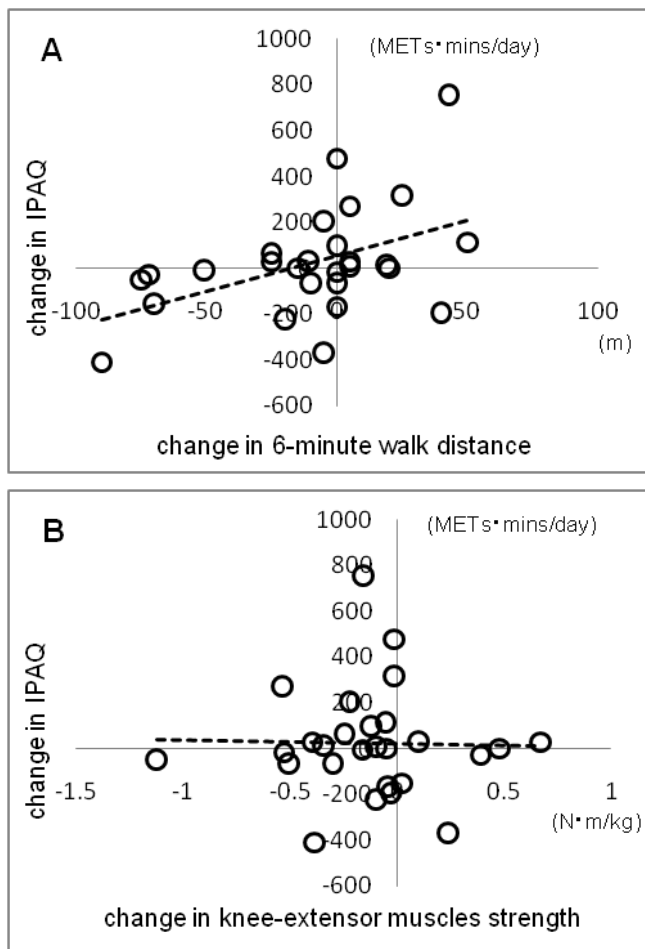 A
1000
(METs・mins/day)
800
600
400
200
-100
-50
-200
50
100
(m)
-400
-600
change in IPAQ
change in 6-minute walk distance
B
1000
(METs・mins/day)
800
600
400
200
-1.5
-1
-0.5
-200
0.5
1
(N・m/kg)
-400
-600
change in IPAQ
change in knee-extensor muscles strength